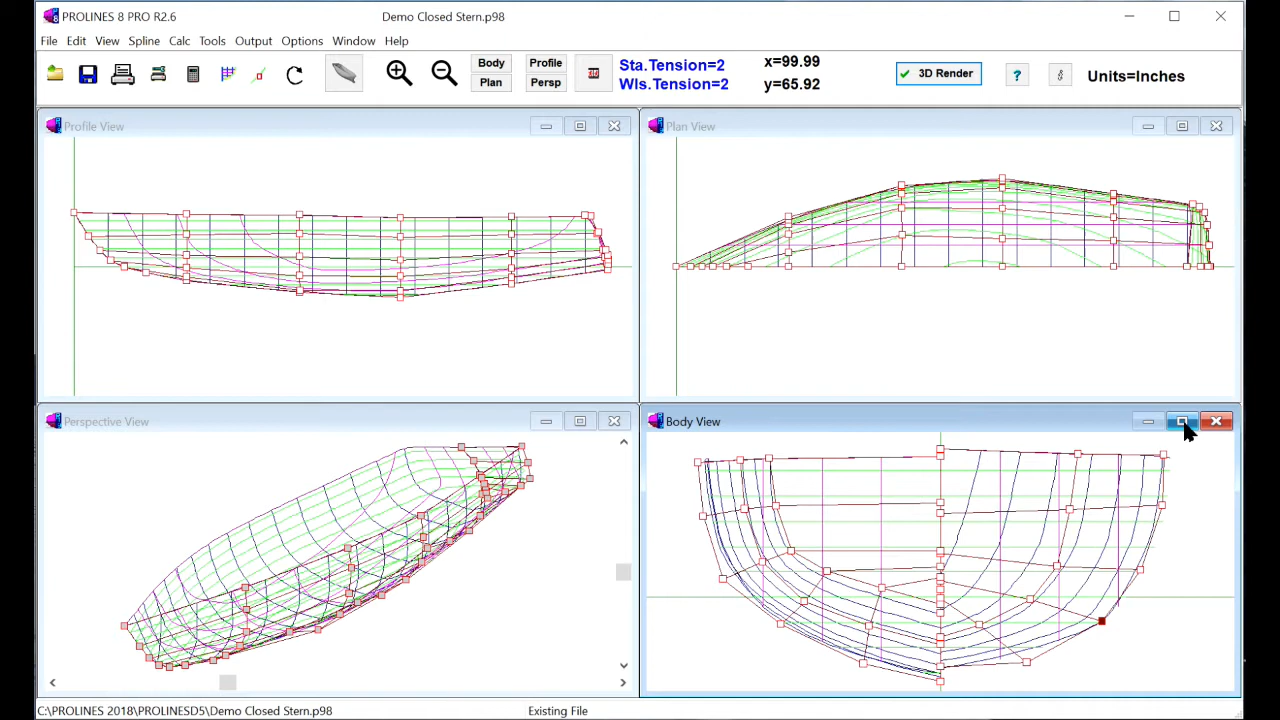 PROLINES 8 PRO R2.6
Demo Closed Stern.p98
File Edit View Spline Calc Tools Output Options Window Help
Body
Plan
Profile
Persp
Sta.Tension=2
Wls.Tension=2
x=99.99
y=65.92
3D Render
?
Units=Inches
Profile View
Plan View
Perspective View
Body View
C:\PROLINES 2018\PROLINESD5\Demo Closed Stern.p98
Existing File